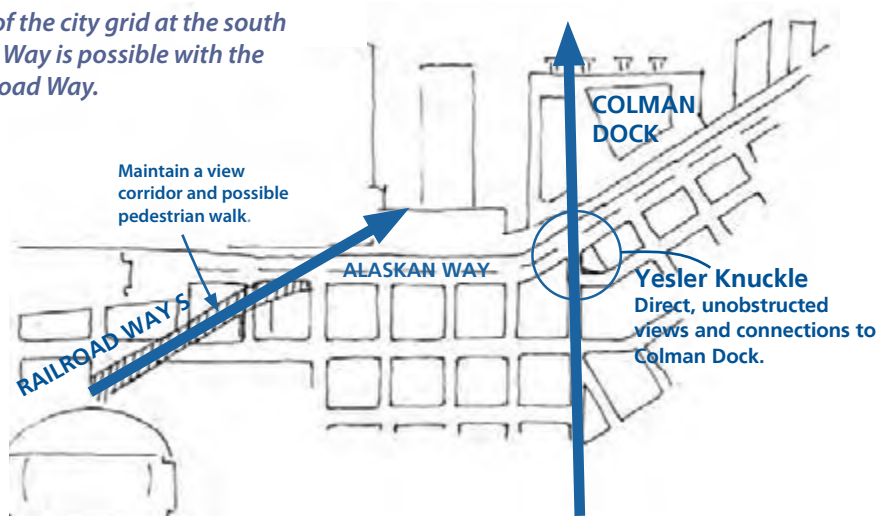 of the city grid at the south
Way is possible with the
road Way.
COLMAN
DOCK
Maintain a view
corridor and possible
pedestrian walk.
ALASKAN WAY
RAILROAD WAY S
Yesler Knuckle
Direct, unobstructed
views and connections to
Colman Dock.